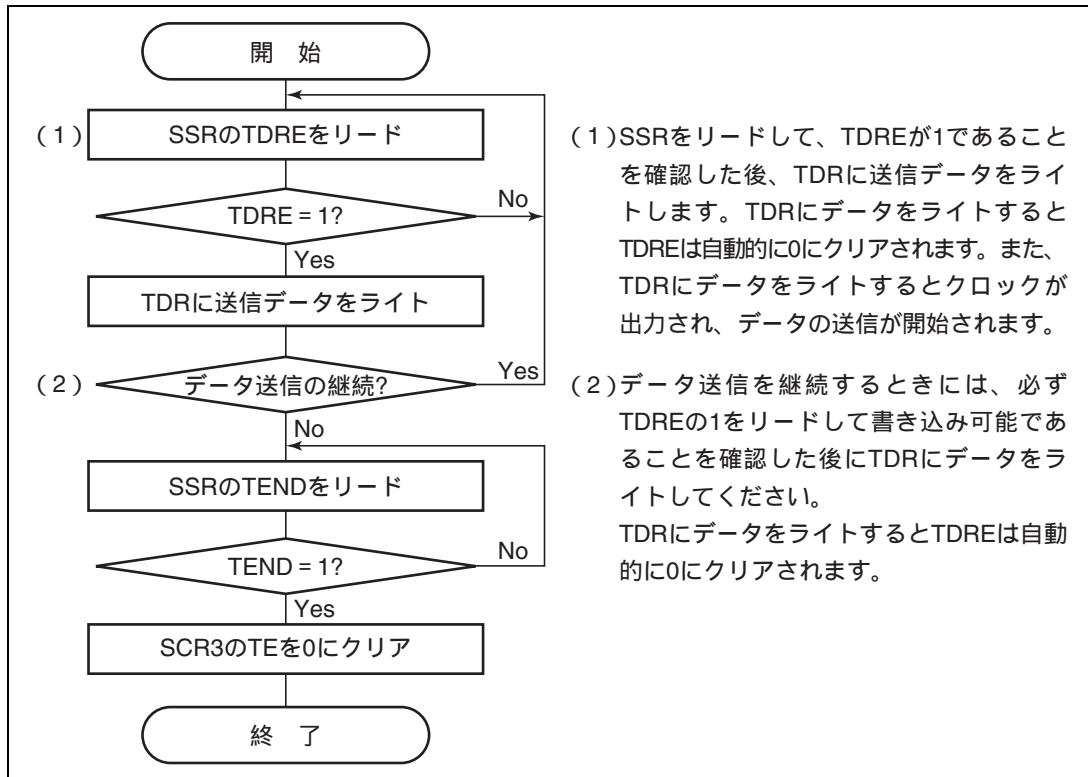 開 始
(1) SSRのTDREをリード
TDRE = 1?
No
Yes
TDRに送信データをライト
(2) データ送信の継続?
Yes
No
SSRのTENDをリード
TEND = 1?
No
Yes
SCR3のTEを0にクリア
終 了
(1)SSRをリードして、TDREが1であること
を確認した後、TDRに送信データをライ
トします。TDRにデータをライトすると
TDREは自動的に0にクリアされます。また、
TDRにデータをライトするとクロックが
出力され、データの送信が開始されます。
(2)データ送信を継続するときには、必ず
TDREの1をリードして書き込み可能であ
ることを確認した後にTDRにデータをラ
イトしてください。
TDRにデータをライトするとTDREは自動
的に0にクリアされます。